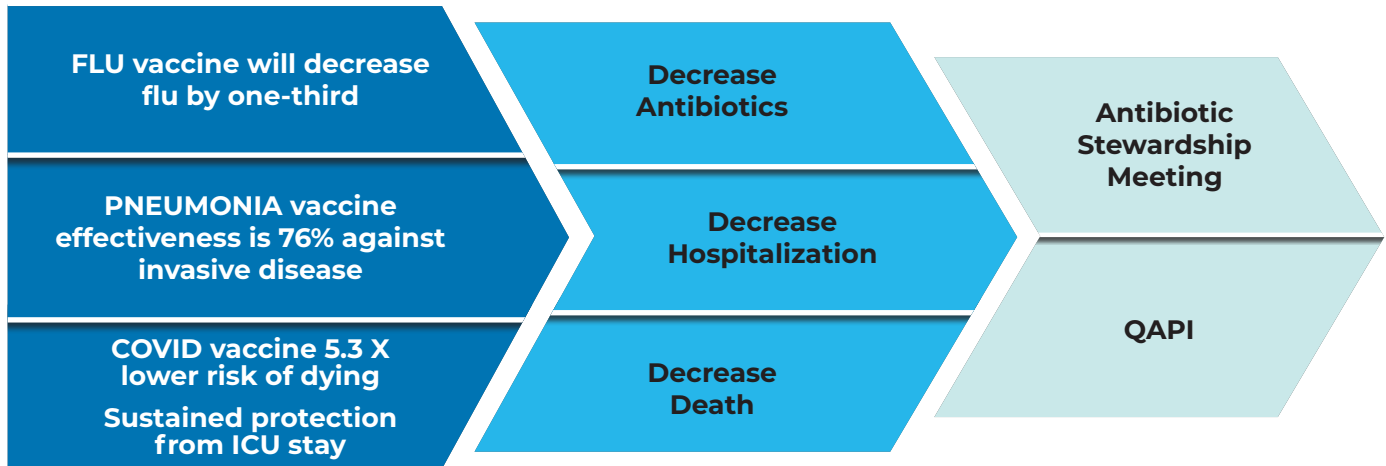 FLU vaccine will decrease
flu by one-third
PNEUMONIA vaccine
effectiveness is 76% against
invasive disease
COVID vaccine 5.3 X
lower risk of dying
Sustained protection
from ICU stay
Decrease
Antibiotics
Decrease
Hospitalization
Decrease
Death
Antibiotic
Stewardship
Meeting
QAPI